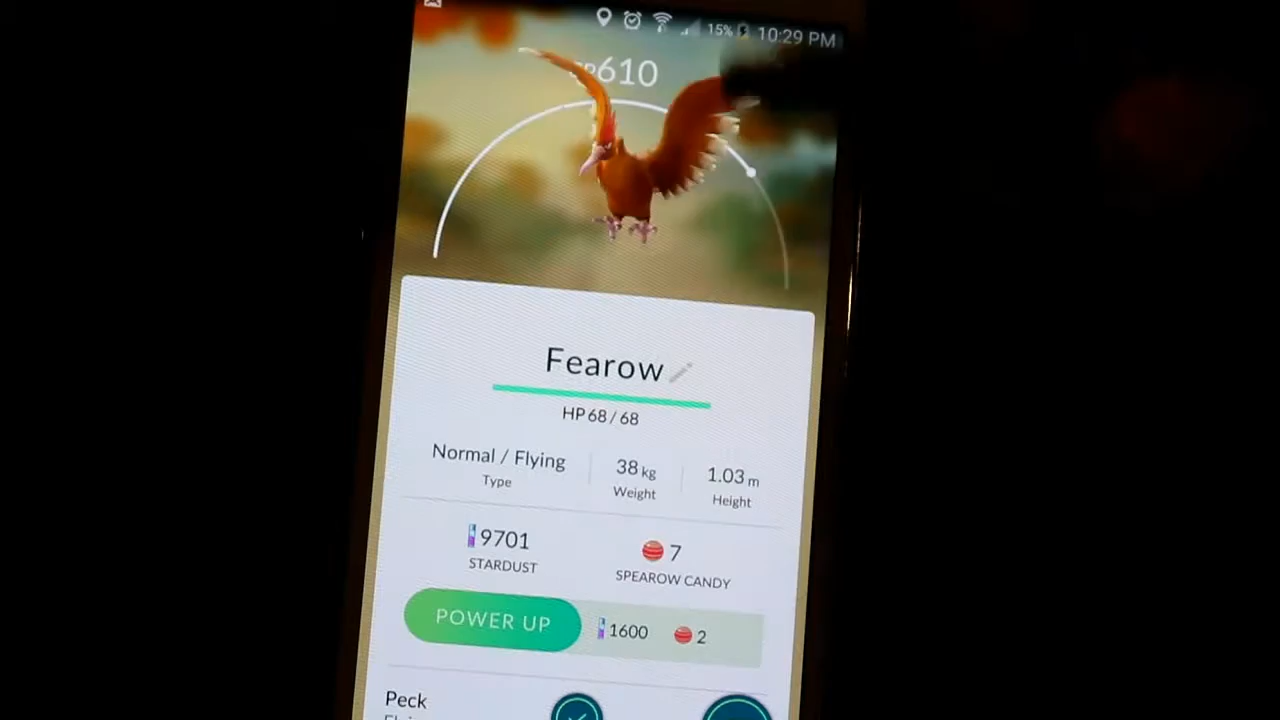 15% 10:29 PM
CP610
Fearow
HP 68 / 68
Normal / Flying
Type
38 kg
Weight
1.03 m
Height
9701
STARDUST
7
SPEAROW CANDY
POWER UP
1600
2
Peck